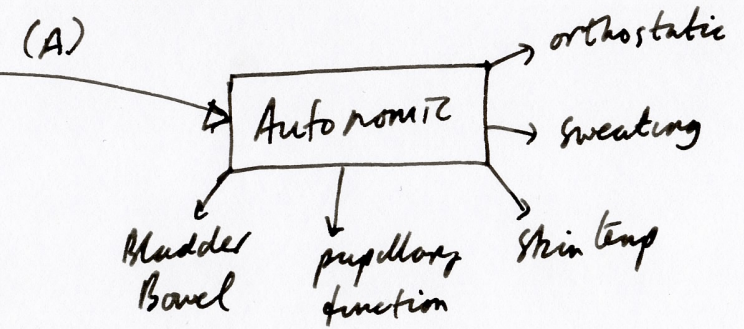 (A)
orthostatic
Autonomic
sweating
skin temp
Bladder
Bowel
pupillary
function